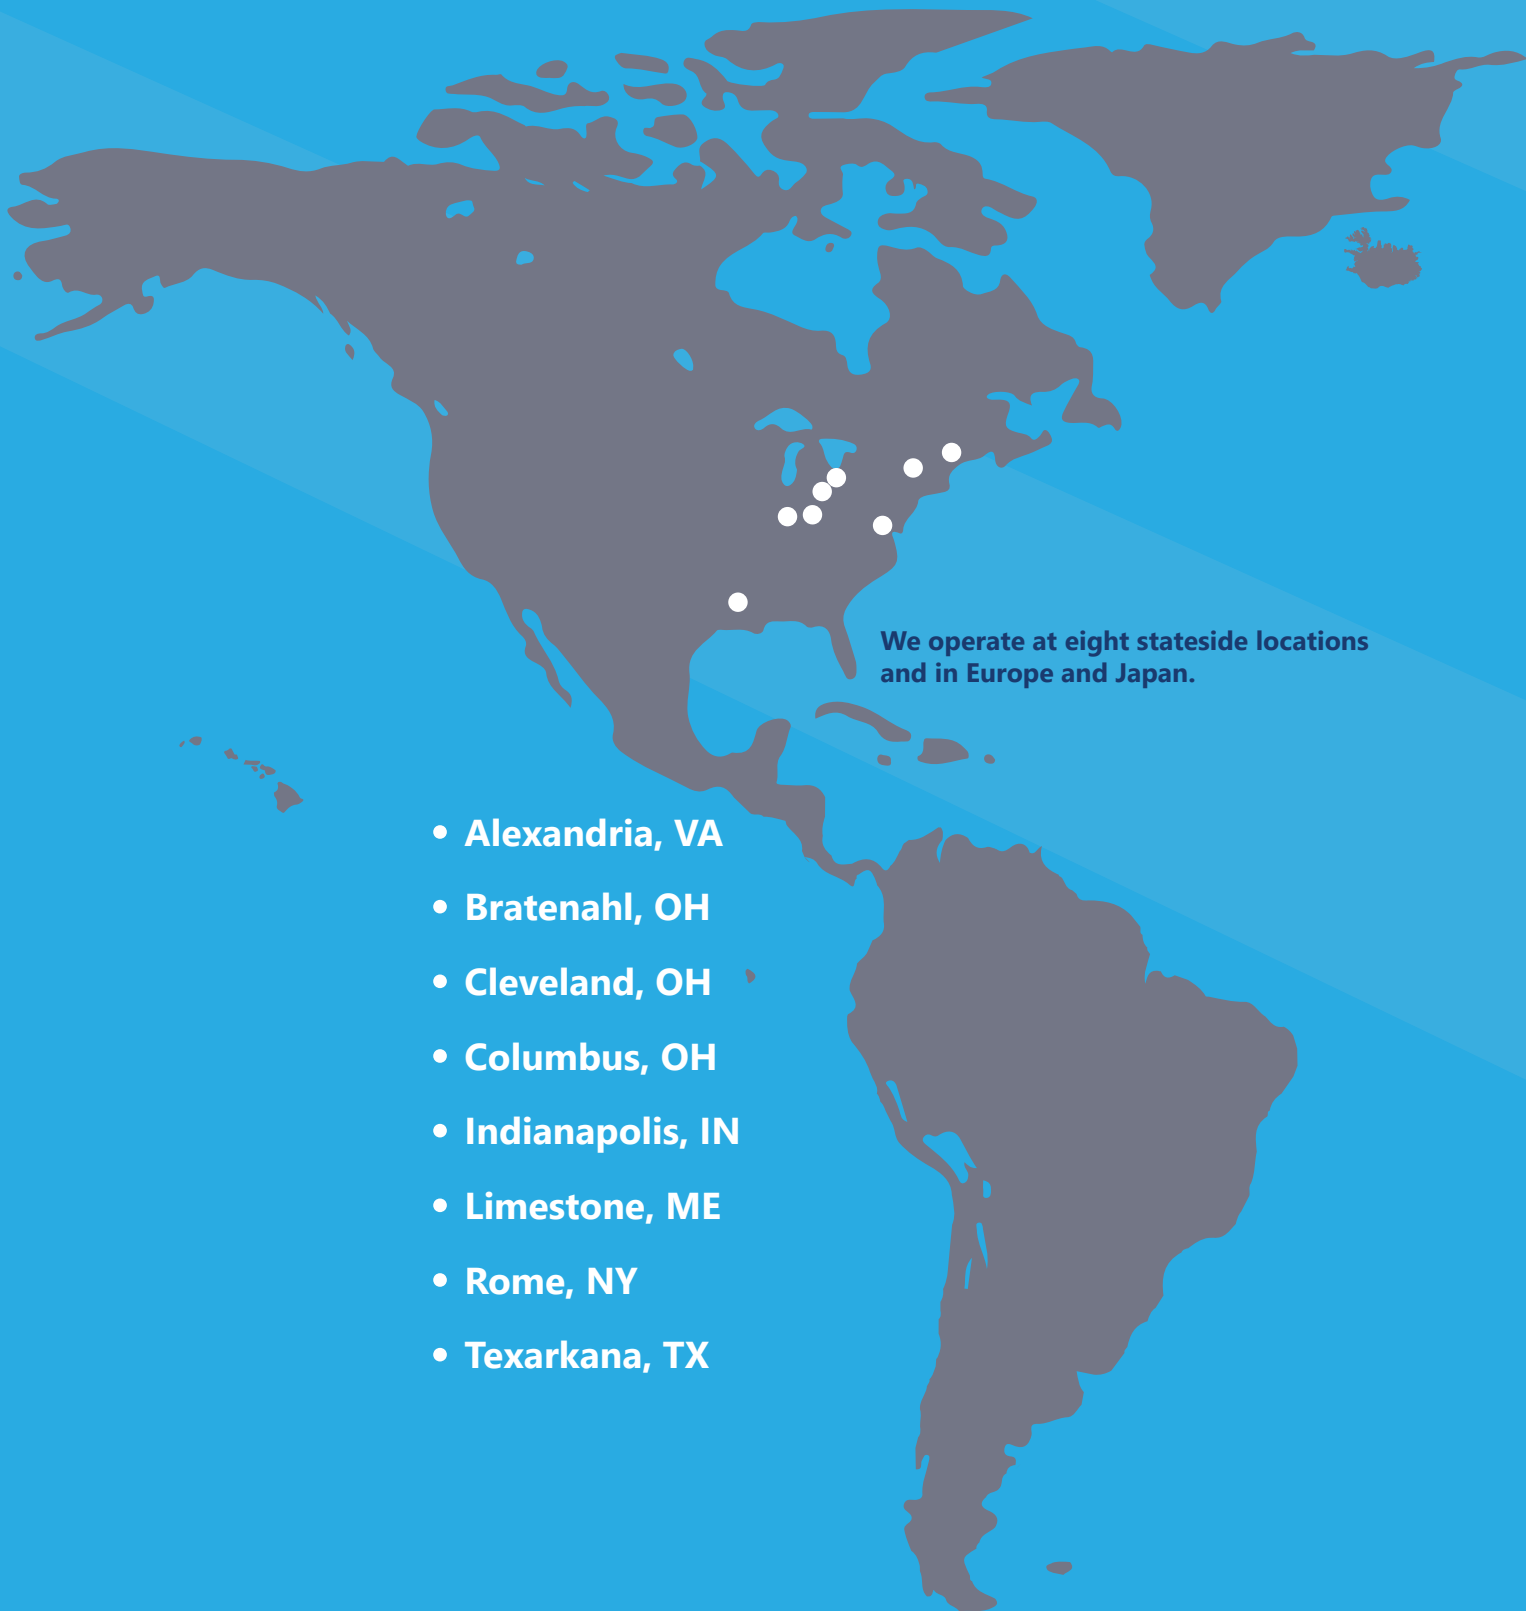 We operate at eight stateside locations
and in Europe and Japan.
• Alexandria, VA
• Bratenahl, OH
• Cleveland, OH
• Columbus, OH
• Indianapolis, IN
• Limestone, ME
• Rome, NY
• Texarkana, TX